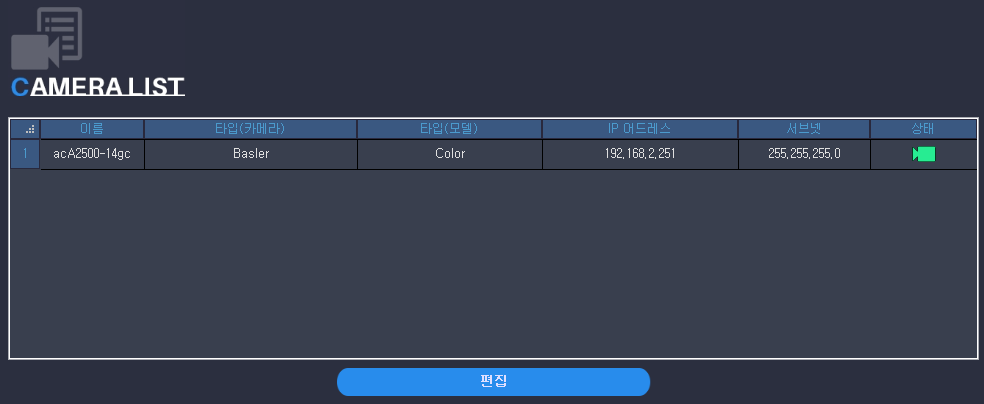 CAMERA LIST
이름 타입(카메라) 타입(모델) IP 어드레스 서브넷 상태
1 acA2500-14gc Basler Color 192,168,2,251 255,255,255,0
편집